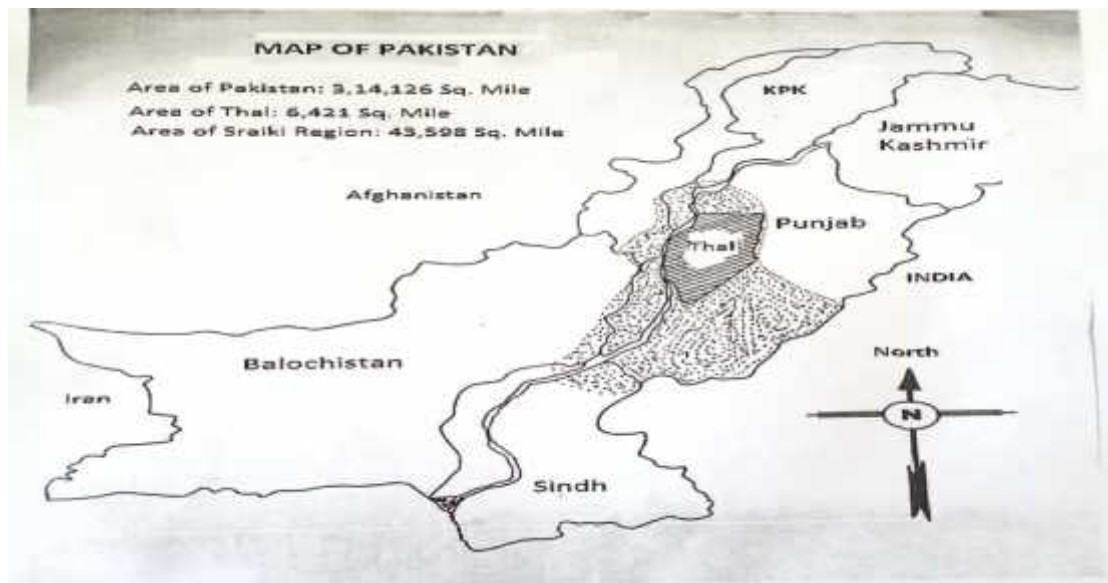 MAP OF PAKISTAN
Area of Pakistan: 3,14,126 Sq. Mile
Area of Thal: 6,421 Sq. Mile
Area of Sraiki Region: 43,598 Sq. Mile
KPK
Jammu
Kashmir
Afghanistan
Punjab
Thal
INDIA
North
Balochistan
Iran
N
Sindh